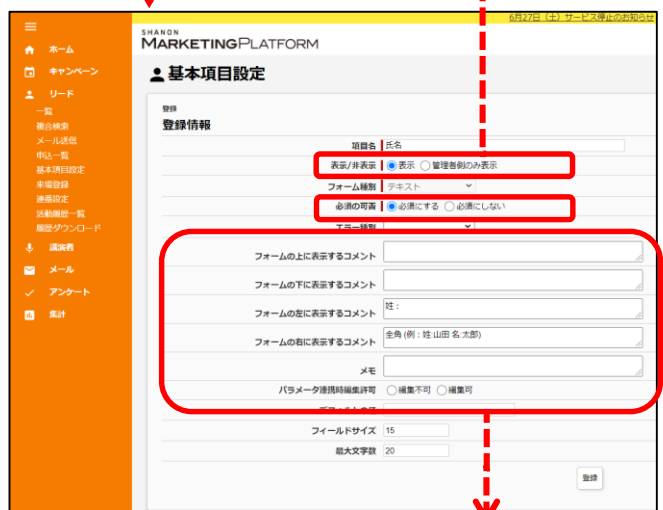 6月27日（土）サービス停止のお知らせ
SHANON
MARKETINGPLATFORM
ホーム
キャンペーン
リード
一覧
複合検索
メール送信
申込一覧
基本項目設定
来場登録
連番設定
活動履歴一覧
履歴ダウンロード
講演者
メール
アンケート
集計
基本項目設定
登録
登録情報
項目名 氏名
表示/非表示 表示 管理者側のみ表示
フォーム種別 テキスト
必須の可否 必須にする 必須にしない
エラー種別
フォームの上に表示するコメント
フォームの下に表示するコメント
フォームの左に表示するコメント 姓：
フォームの右に表示するコメント 全角 (例：姓:山田 名:太郎)
メモ
パラメータ連携時編集許可 編集不可 編集可
フィールドサイズ 15
最大文字数 20
登録